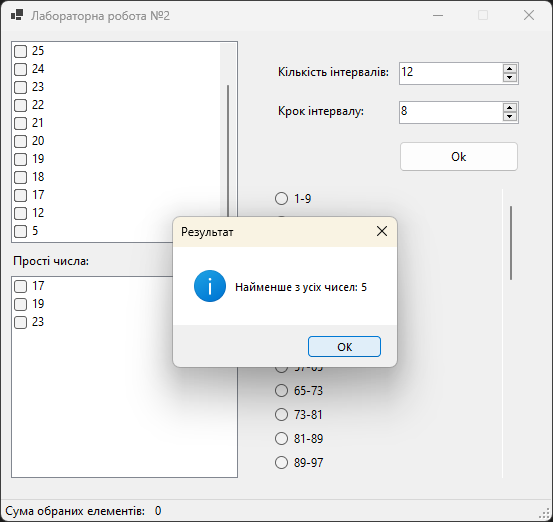 Лабораторна робота №2
25
24
23
22
21
20
19
18
17
12
5
Прості числа:
17
19
23
Кількість інтервалів: 12
Крок інтервалу: 8
Ok
1-9
Результат
Найменше з усіх чисел: 5
OK
65-73
73-81
81-89
89-97
Сума обраних елементів: 0